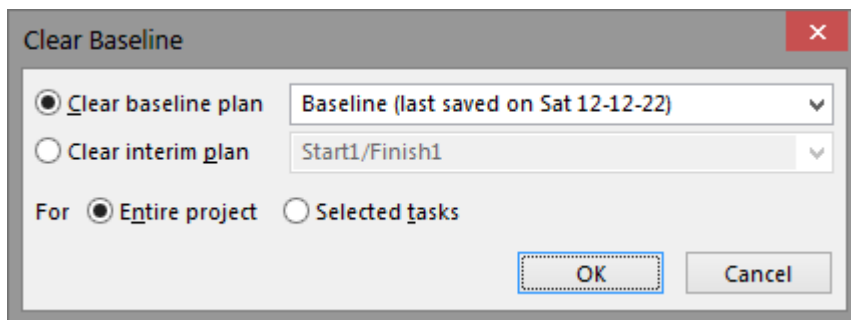 Clear Baseline
Clear baseline plan Baseline (last saved on Sat 12-12-22)
Clear interim plan Start1/Finish1
For Entire project Selected tasks
OK Cancel